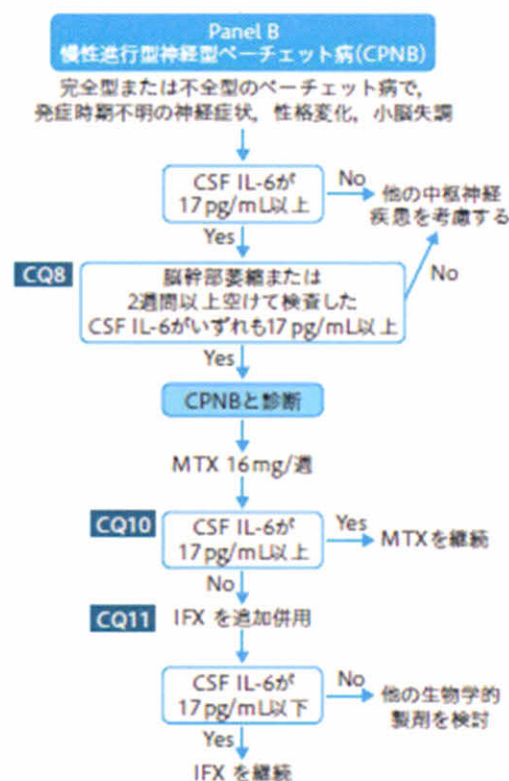 Panel B
慢性進行型神経型ベーチェット病(CPNB)
完全型または不全型のベーチェット病で,
発症時期不明の神経症状, 性格変化, 小脳失調
CSF IL-6が
17pg/mL以上
No
他の中枢神経
疾患を考慮する
Yes
No
CQ8
脳幹部萎縮または
2週間以上空けて検査した
CSF IL-6がいずれも17 pg/mL以上
Yes
CPNBと診断
MTX 16mg/週
CQ10
CSF IL-6が
17pg/mL以上
Yes
MTXを継続
No
CQ11
IFX を追加併用
CSF IL-6が
17pg/mL以下
No
他の生物学的
製剤を検討
Yes
IFX を継続